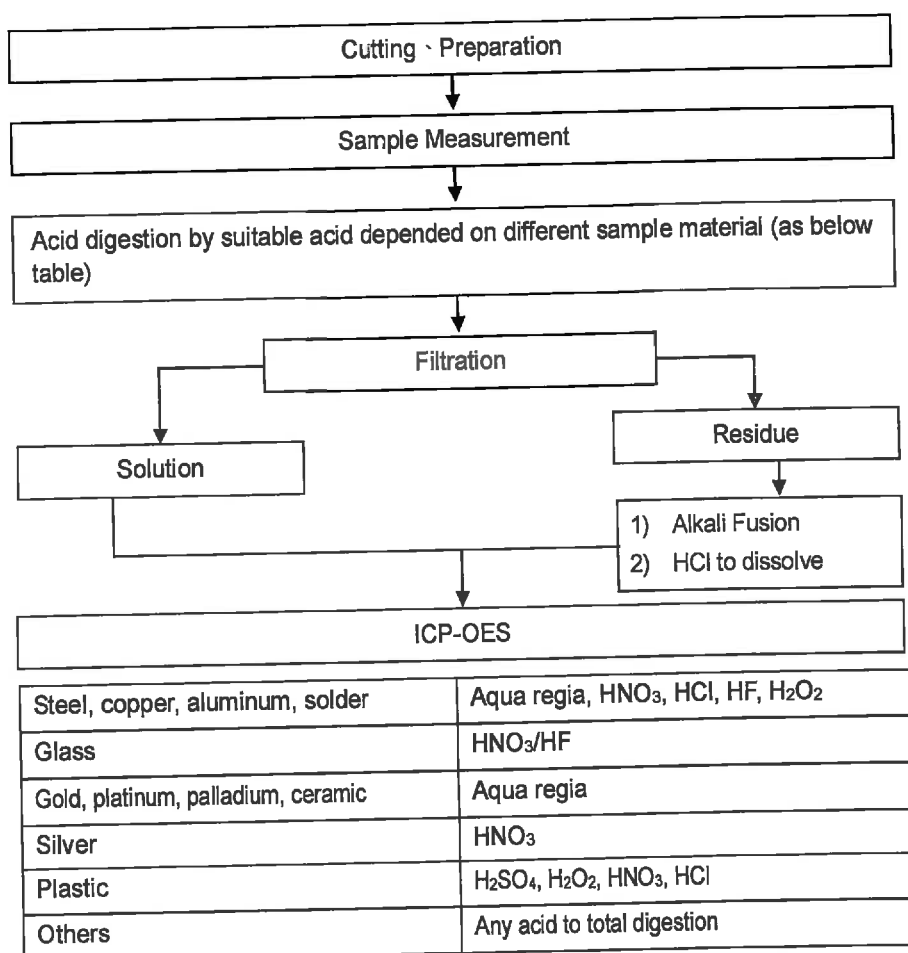 Cutting、Preparation
Sample Measurement
Acid digestion by suitable acid depended on different sample material (as below
table)
Filtration
Solution
Residue
1) Alkali Fusion
2) HCl to dissolve
ICP-OES
Steel, copper, aluminum, solder Aqua regia, HNO₃, HCl, HF, H₂O₂
Glass HNO₃/HF
Gold, platinum, palladium, ceramic Aqua regia
Silver HNO₃
Plastic H₂SO₄, H₂O₂, HNO₃, HCl
Others Any acid to total digestion